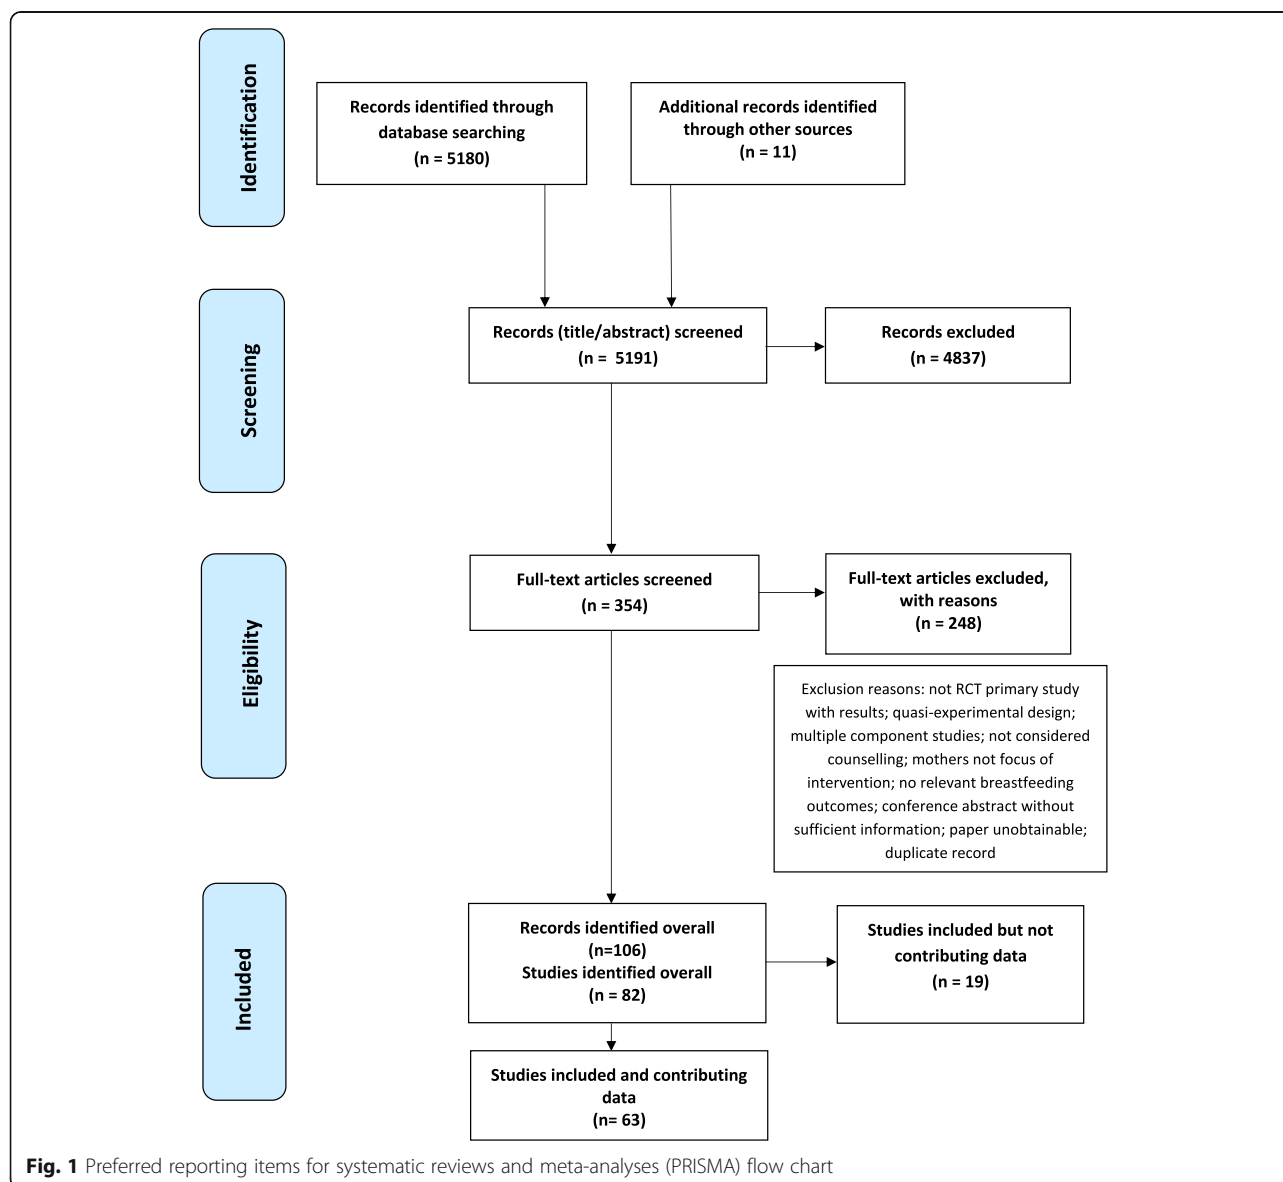 Identification
Records identified through
database searching
(n = 5180)
Additional records identified
through other sources
(n = 11)
Screening
Records (title/abstract) screened
(n = 5191)
Records excluded
(n = 4837)
Eligibility
Full-text articles screened
(n = 354)
Full-text articles excluded,
with reasons
(n = 248)
Exclusion reasons: not RCT primary study
with results; quasi-experimental design;
multiple component studies; not considered
counselling; mothers not focus of
intervention; no relevant breastfeeding
outcomes; conference abstract without
sufficient information; paper unobtainable;
duplicate record
Included
Records identified overall
(n=106)
Studies identified overall
(n = 82)
Studies included but not
contributing data
(n = 19)
Studies included and contributing
data
(n= 63)
Fig. 1 Preferred reporting items for systematic reviews and meta-analyses (PRISMA) flow chart